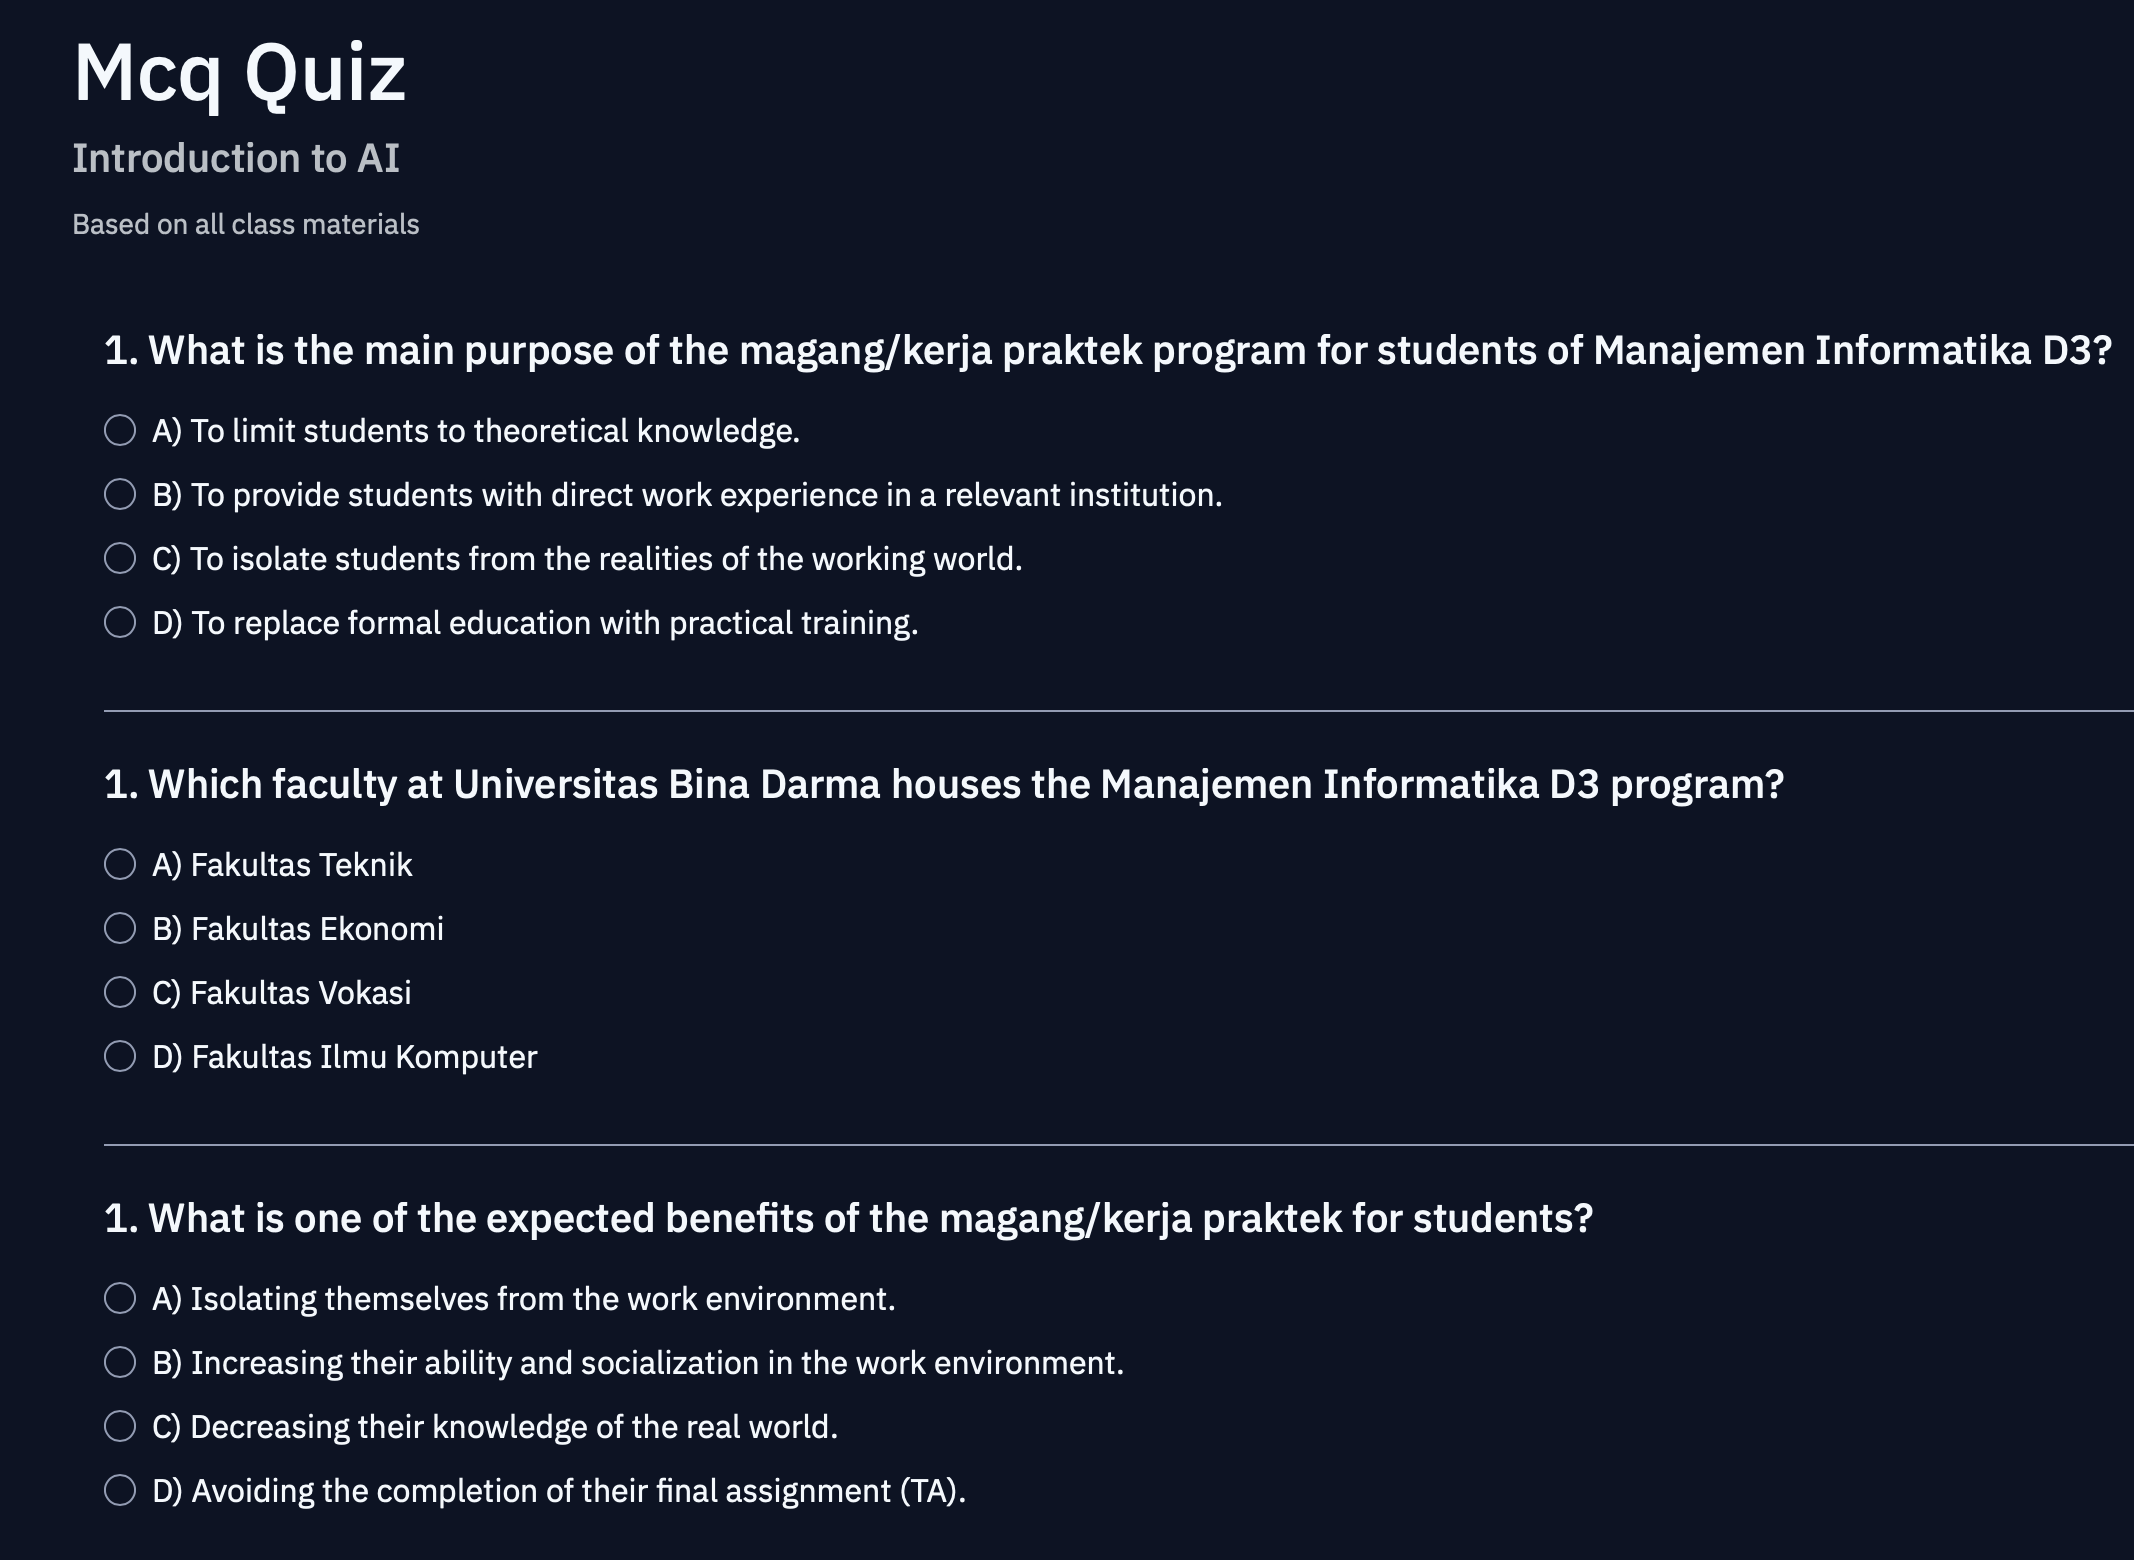 Mcq Quiz
Introduction to AI
Based on all class materials
1. What is the main purpose of the magang/kerja praktek program for students of Manajemen Informatika D3?
A) To limit students to theoretical knowledge.
B) To provide students with direct work experience in a relevant institution.
C) To isolate students from the realities of the working world.
D) To replace formal education with practical training.
1. Which faculty at Universitas Bina Darma houses the Manajemen Informatika D3 program?
A) Fakultas Teknik
B) Fakultas Ekonomi
C) Fakultas Vokasi
D) Fakultas Ilmu Komputer
1. What is one of the expected benefits of the magang/kerja praktek for students?
A) Isolating themselves from the work environment.
B) Increasing their ability and socialization in the work environment.
C) Decreasing their knowledge of the real world.
D) Avoiding the completion of their final assignment (TA).